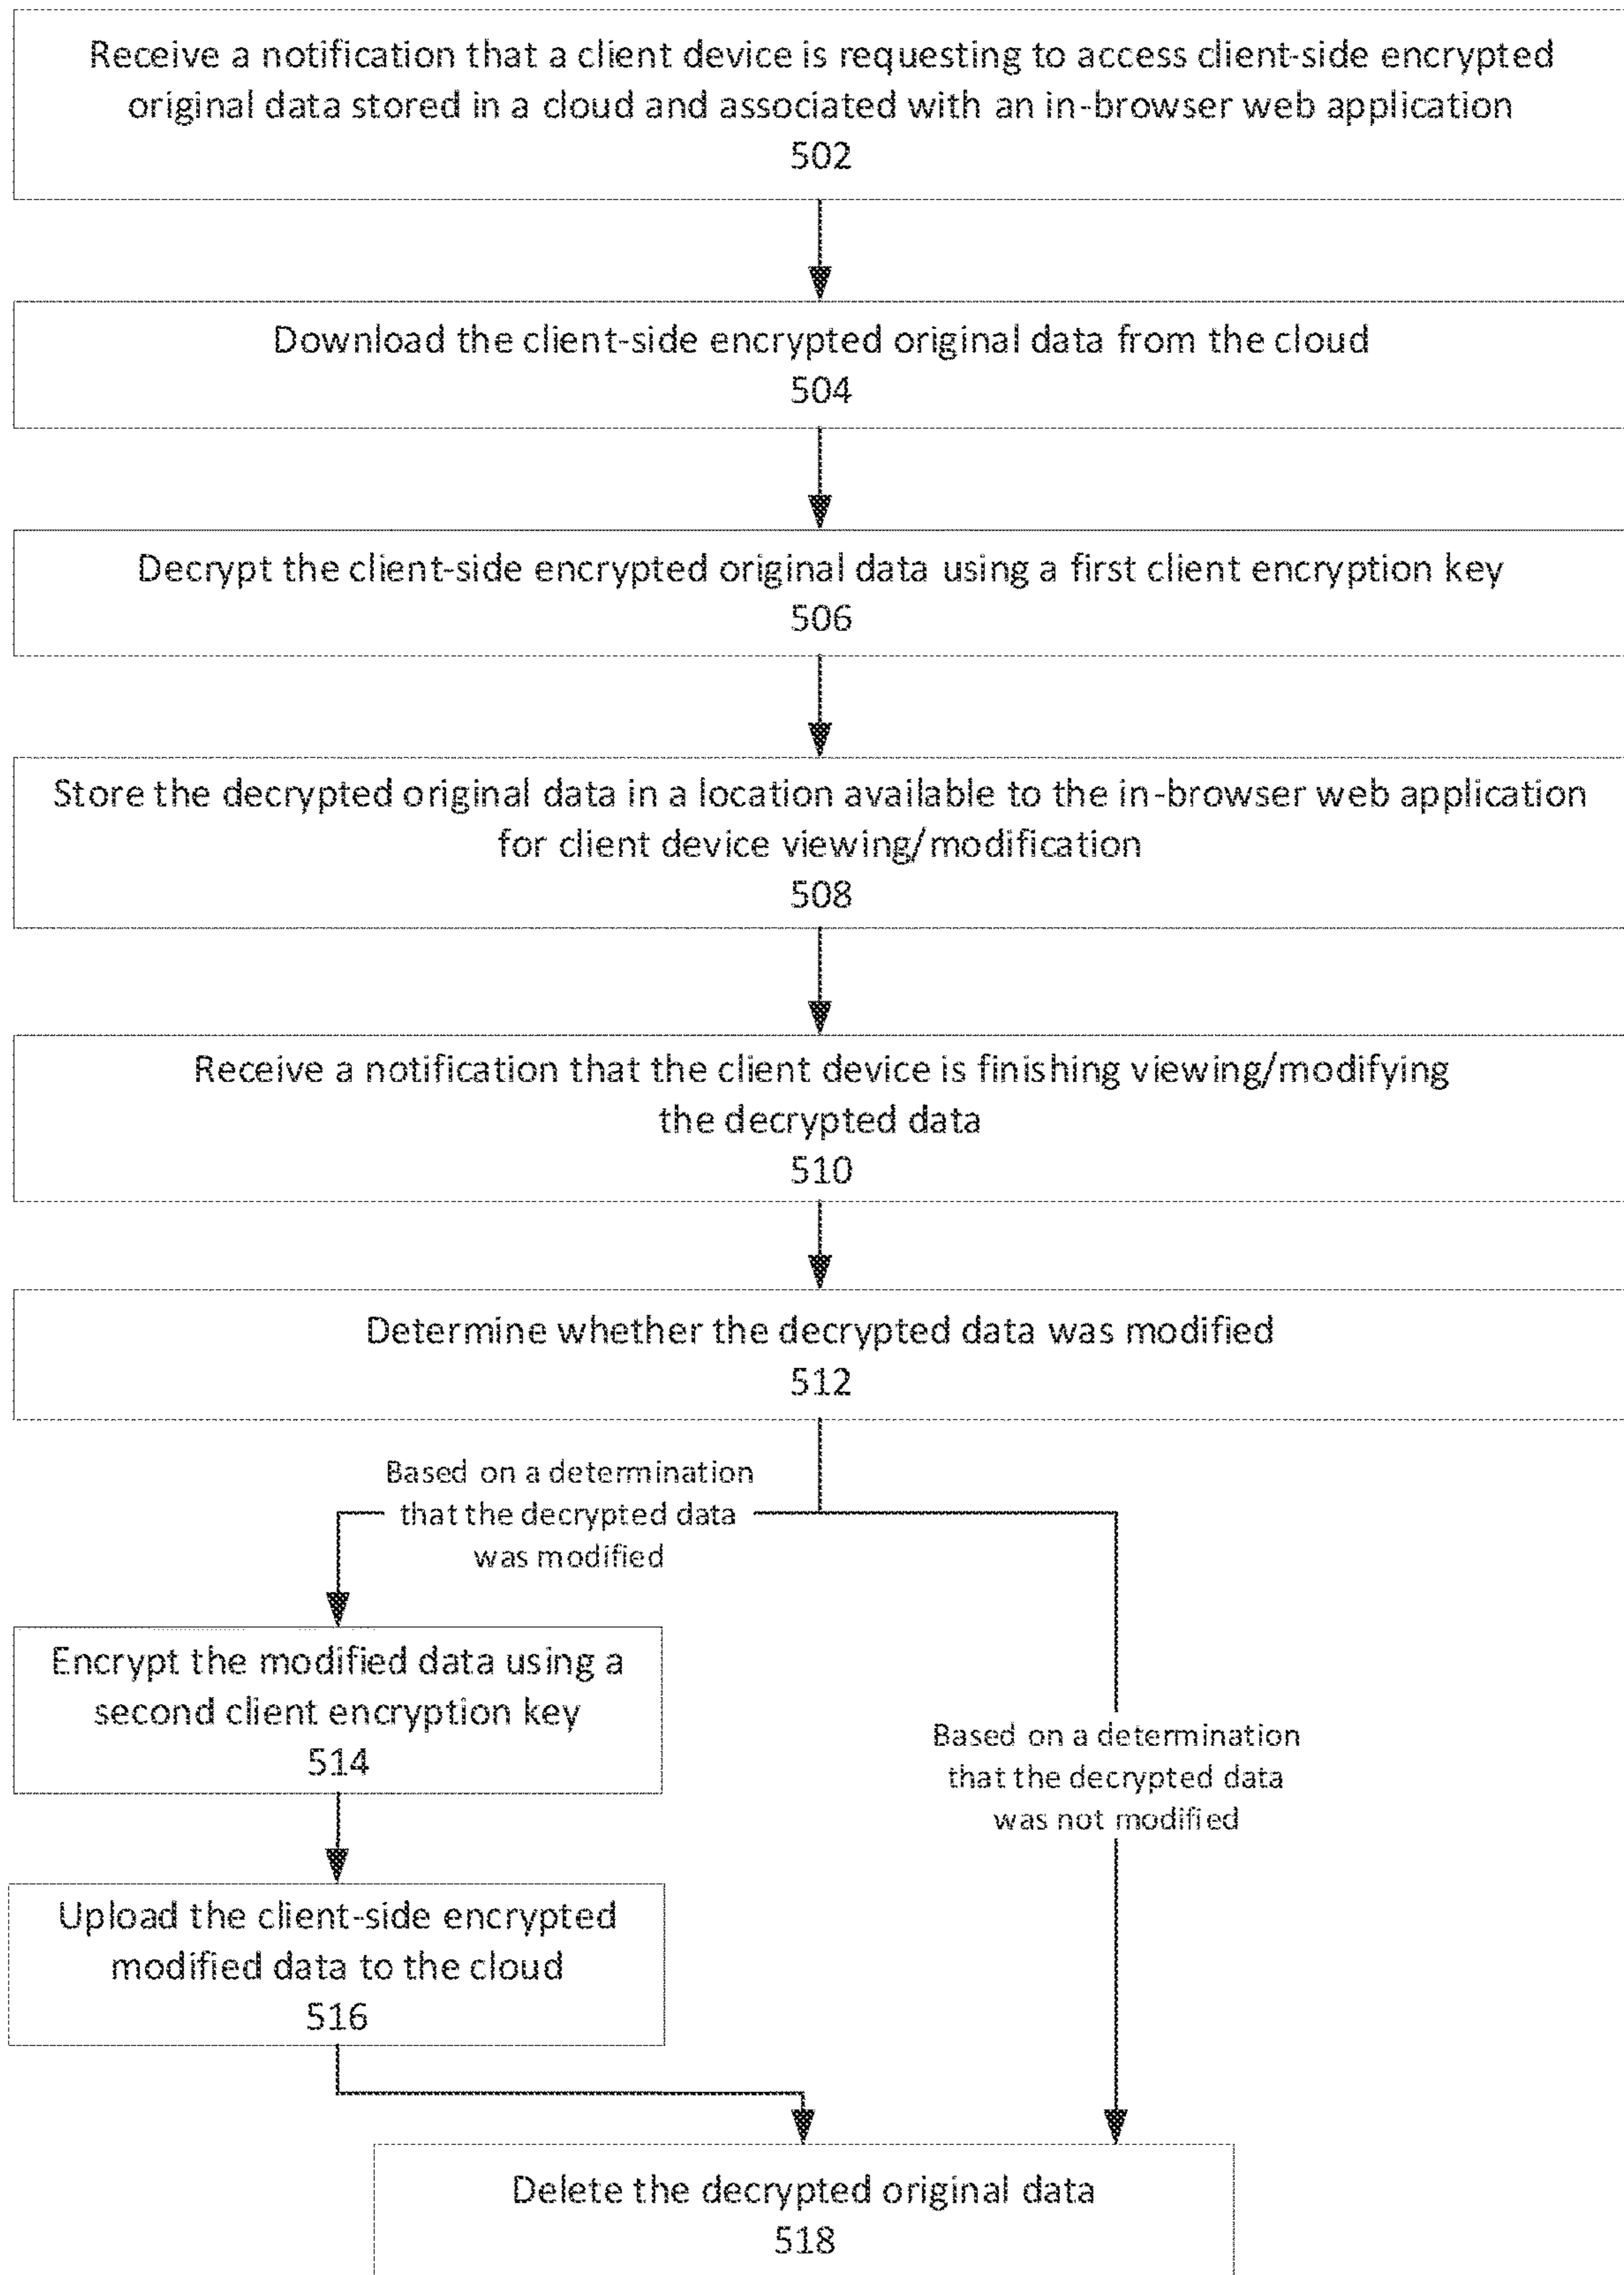 Receive a notification that a client device is requesting to access client-side encrypted
original data stored in a cloud and associated with an in-browser web application
502
Download the client-side encrypted original data from the cloud
504
Decrypt the client-side encrypted original data using a first client encryption key
506
Store the decrypted original data in a location available to the in-browser web application
for client device viewing/modification
508
Receive a notification that the client device is finishing viewing/modifying
the decrypted data
510
Determine whether the decrypted data was modified
512
Based on a determination
that the decrypted data
was modified
Encrypt the modified data using a
second client encryption key
514
Based on a determination
that the decrypted data
was not modified
Upload the client-side encrypted
modified data to the cloud
516
Delete the decrypted original data
518